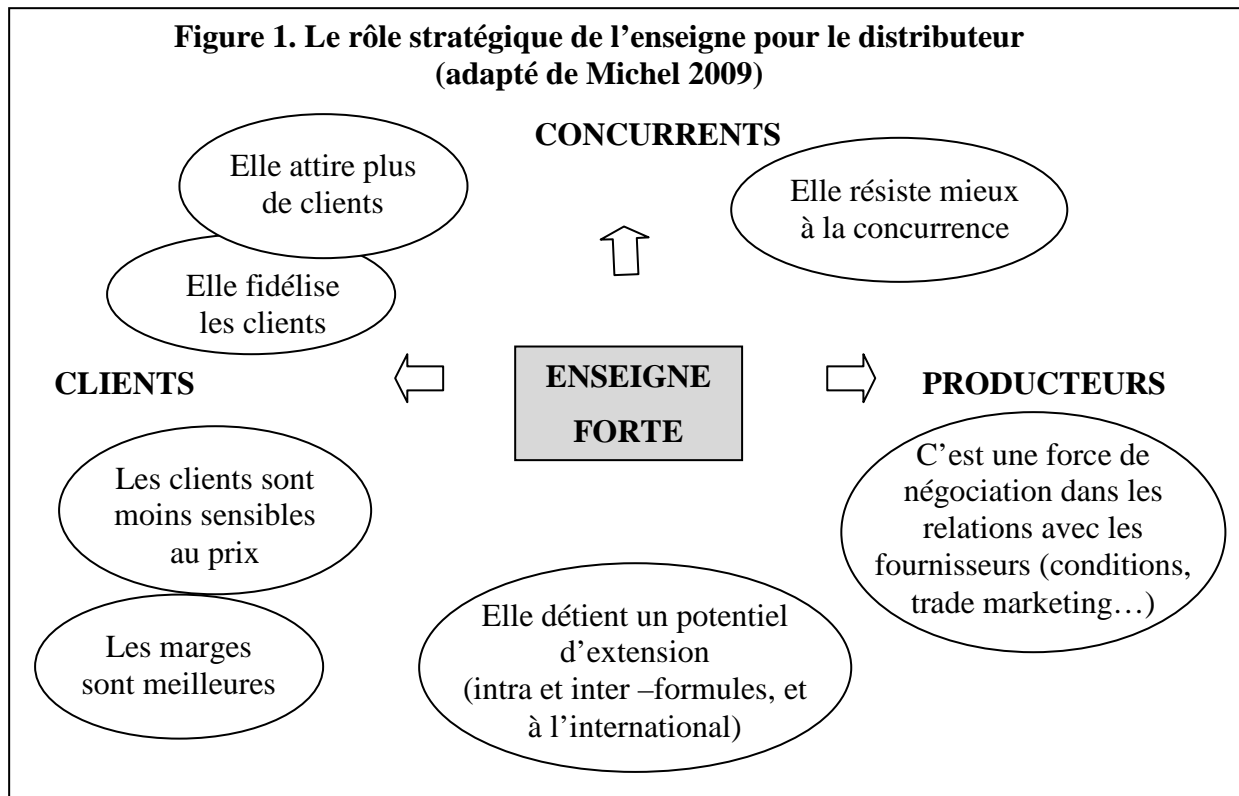 Figure 1. Le rôle stratégique de l’enseigne pour le distributeur
(adapté de Michel 2009)
CONCURRENTS
Elle attire plus
de clients
Elle résiste mieux
à la concurrence
Elle fidélise
les clients
CLIENTS
ENSEIGNE
FORTE
PRODUCTEURS
Les clients sont
moins sensibles
au prix
C’est une force de
négociation dans les
relations avec les
fournisseurs (conditions,
trade marketing…)
Les marges
sont meilleures
Elle détient un potentiel
d’extension
(intra et inter –formules, et
à l’international)